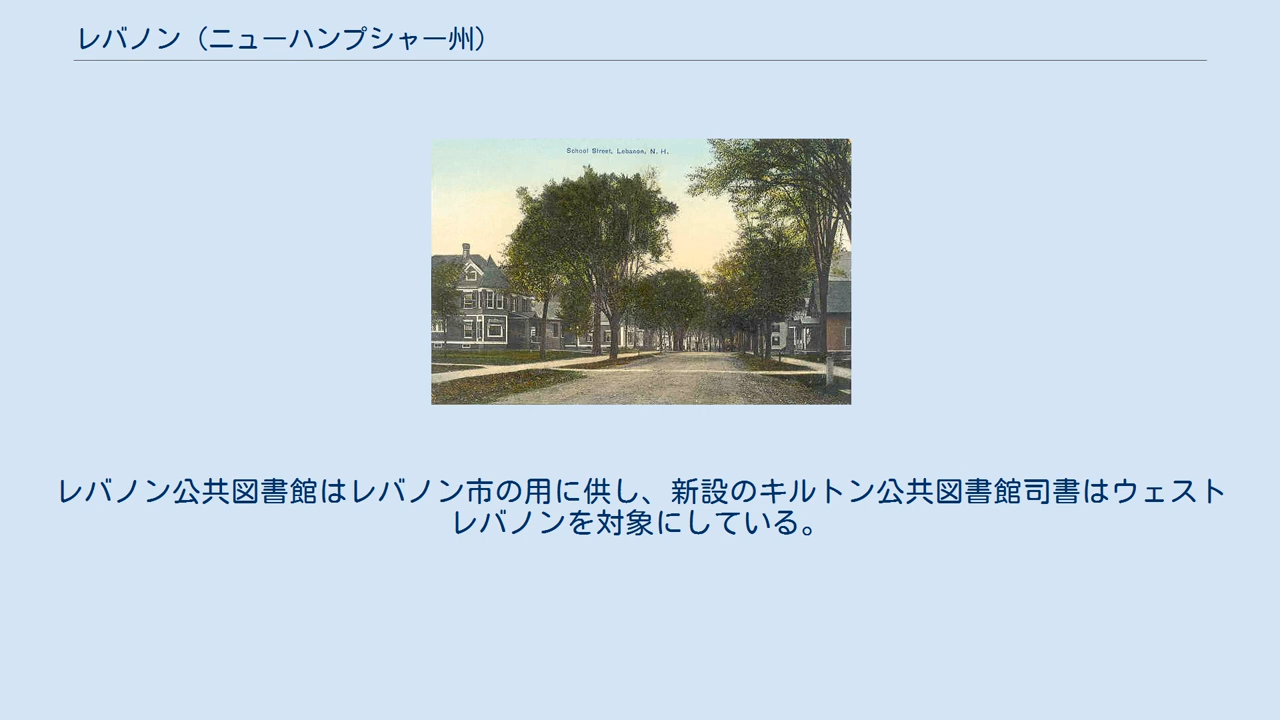 レバノン（ニューハンプシャー州）
School Street, Lebanon, N. H.
レバノン公共図書館はレバノン市の用に供し、新設のキルトン公共図書館司書はウェスト
レバノンを対象にしている。